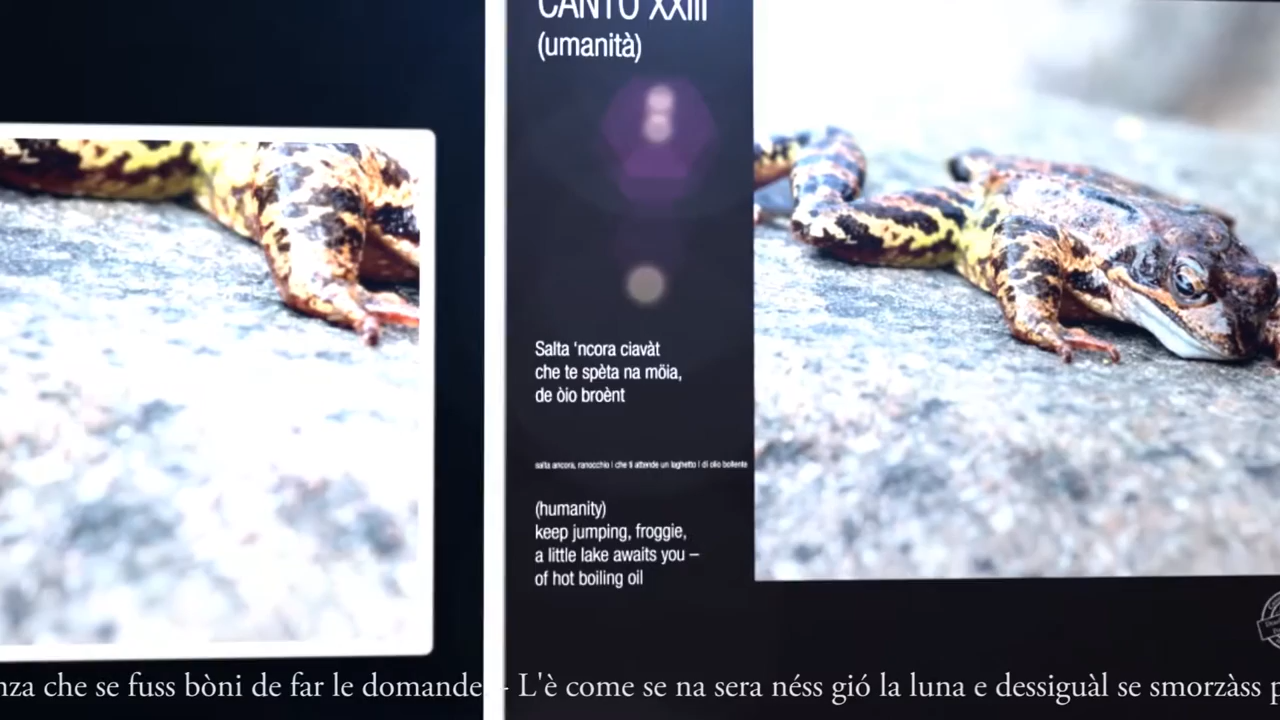 CANTO XXIII
(umanità)
Salta 'ncora ciavàt
che te spèta na möia,
de òio broènt
salta ancora, ranocchio | che ti attende un laghetto | di olio bollente
(humanity)
keep jumping, froggie,
a little lake awaits you –
of hot boiling oil
che se fuss bòni de far le domande - L'è come se na sera néss gió la luna e dessiguàl se smorzàss